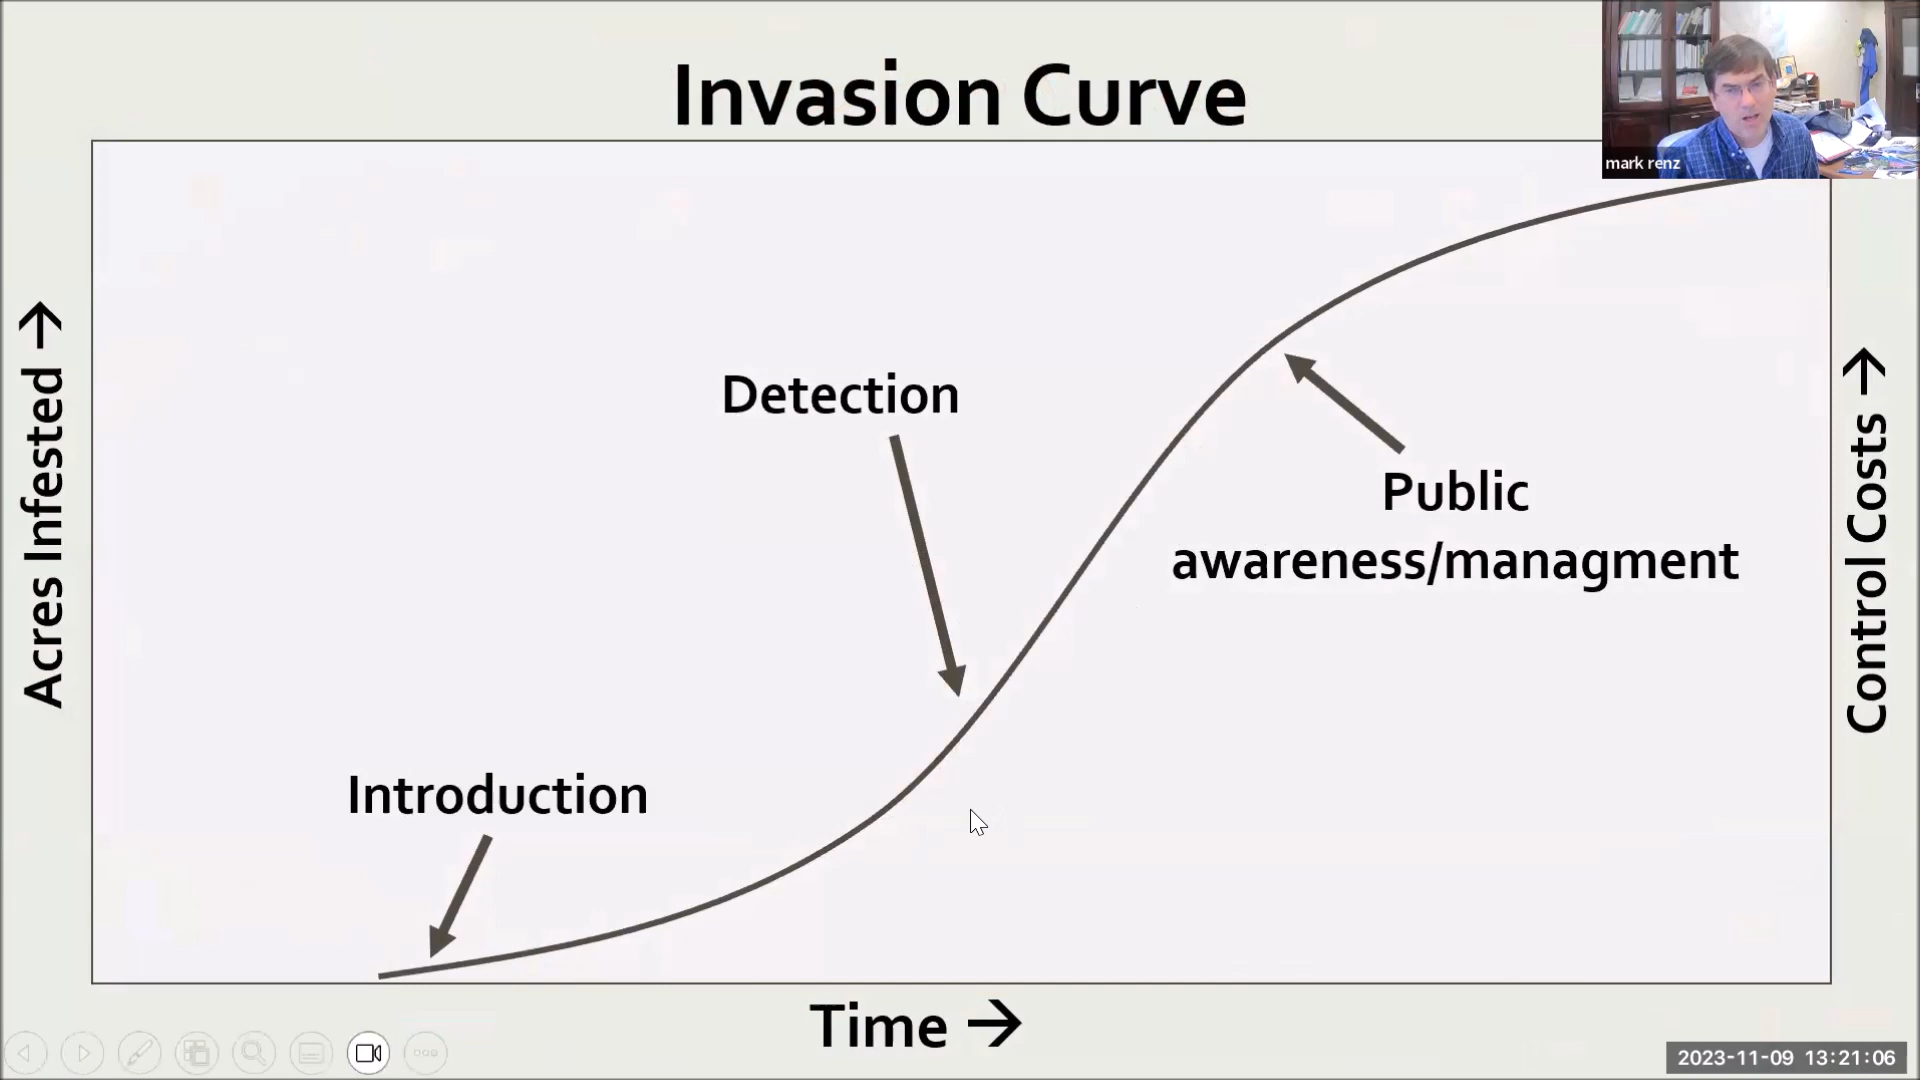 Invasion Curve
mark renz
Acres Infested →
Detection
Public
awareness/managment
Control Costs →
Introduction
Time →
2023-11-09 13:21:06